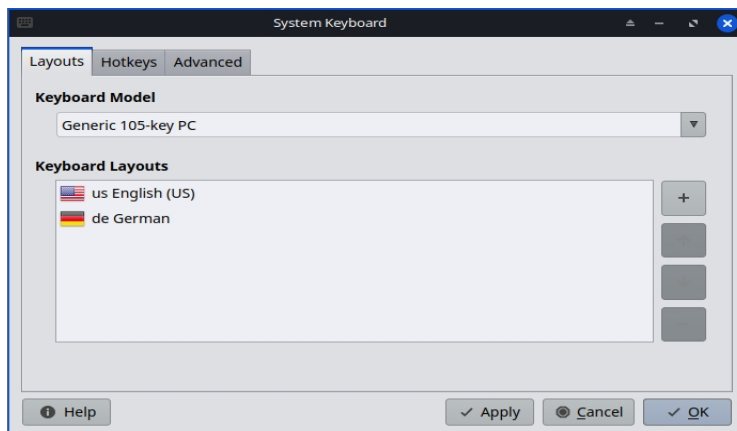 System Keyboard
Layouts Hotkeys Advanced
Keyboard Model
Generic 105-key PC
Keyboard Layouts
us English (US)
de German
+
Help Apply Cancel OK